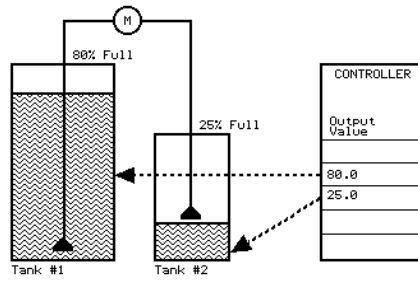 M
80% Full
CONTROLLER
25% Full
Output
Value
80.0
25.0
Tank #1
Tank #2